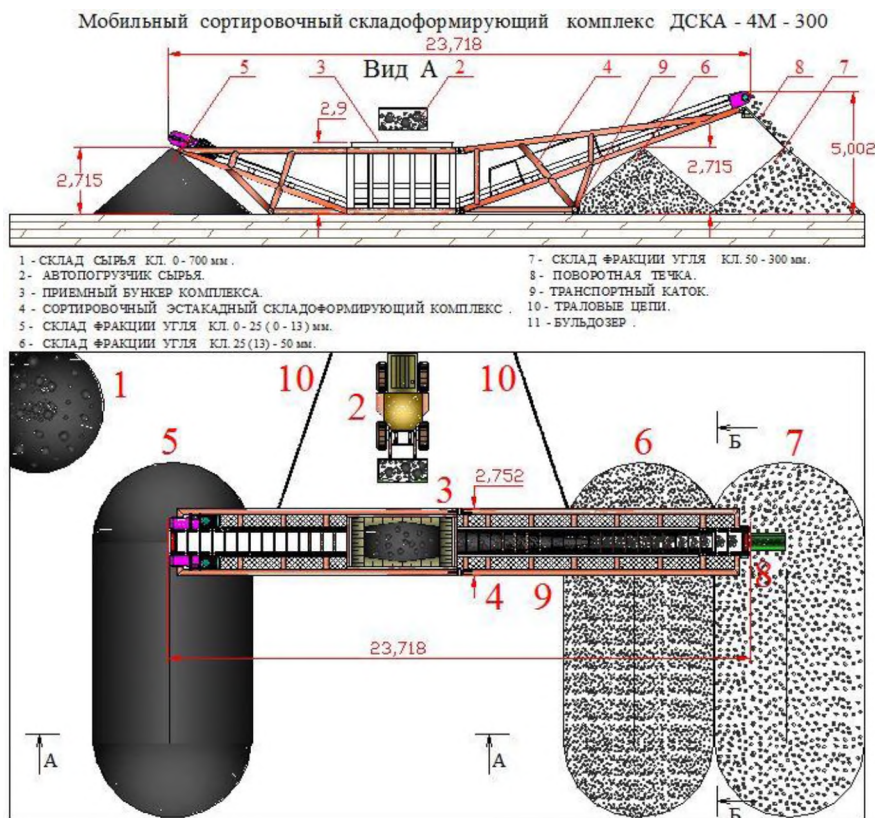 Мобильный сортировочный складоформирующий комплекс ДСКА - 4М - 300
23,718
Вид А
5 3 2 4 9 6 8 7
2,9
2,715
2,715
5,002
1 - СКЛАД СЫРЬЯ КЛ. 0-700 мм.
2- АВТОПОГРУЗЧИК СЫРЬЯ.
3 - ПРИЕМНЫЙ БУНКЕР КОМПЛЕКСА.
4 - СОРТИРОВОЧНЫЙ ЭСТАКАДНЫЙ СКЛАДОФОРМИРУЮЩИЙ КОМПЛЕКС .
5 - СКЛАД ФРАКЦИИ УГЛЯ КЛ. 0-25 ( 0-13) мм.
6 - СКЛАД ФРАКЦИИ УГЛЯ КЛ. 25 (13) - 50 мм.
7 - СКЛАД ФРАКЦИИ УГЛЯ КЛ. 50 - 300 мм.
8 - ПОВОРОТНАЯ ТЕЧКА.
9 - ТРАНСПОРТНЫЙ КАТОК.
10 - ТРАЛОВЫЕ ЦЕПИ.
11 - БУЛЬДОЗЕР .
1 10 2 10
5 6 Б 7
3 2,752
4 9 8
23,718
А А
Б